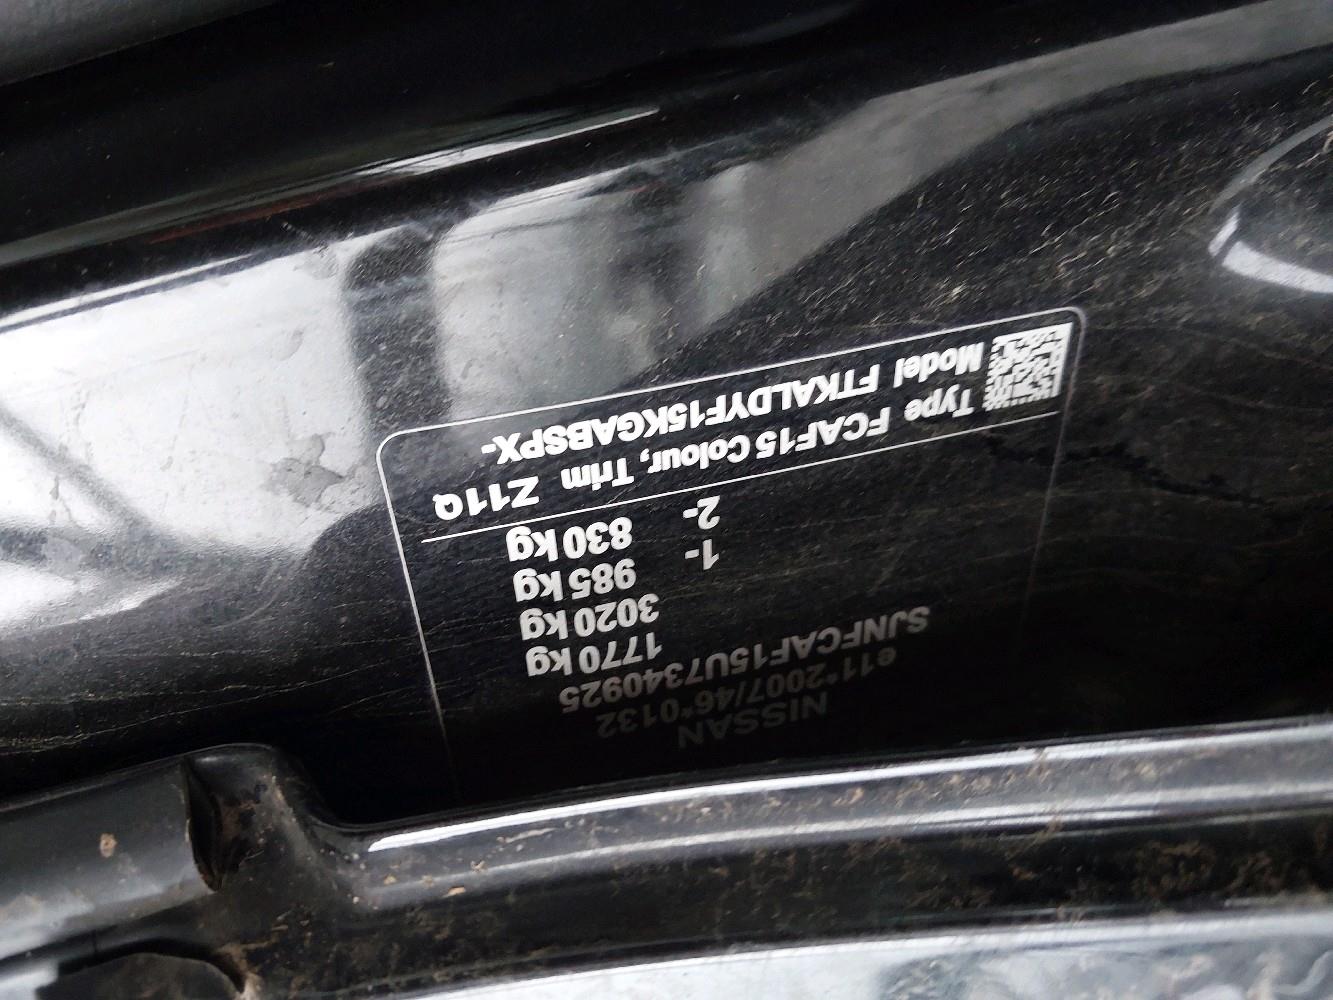 NISSAN
e11*2007/46*0132
SJNFCAF15U7340925
1770 kg
3020 kg
1- 985 kg
2- 830 kg
Type FCAF15 Colour, Trim Z11Q
Model FTKALDYF15KGABSPX-